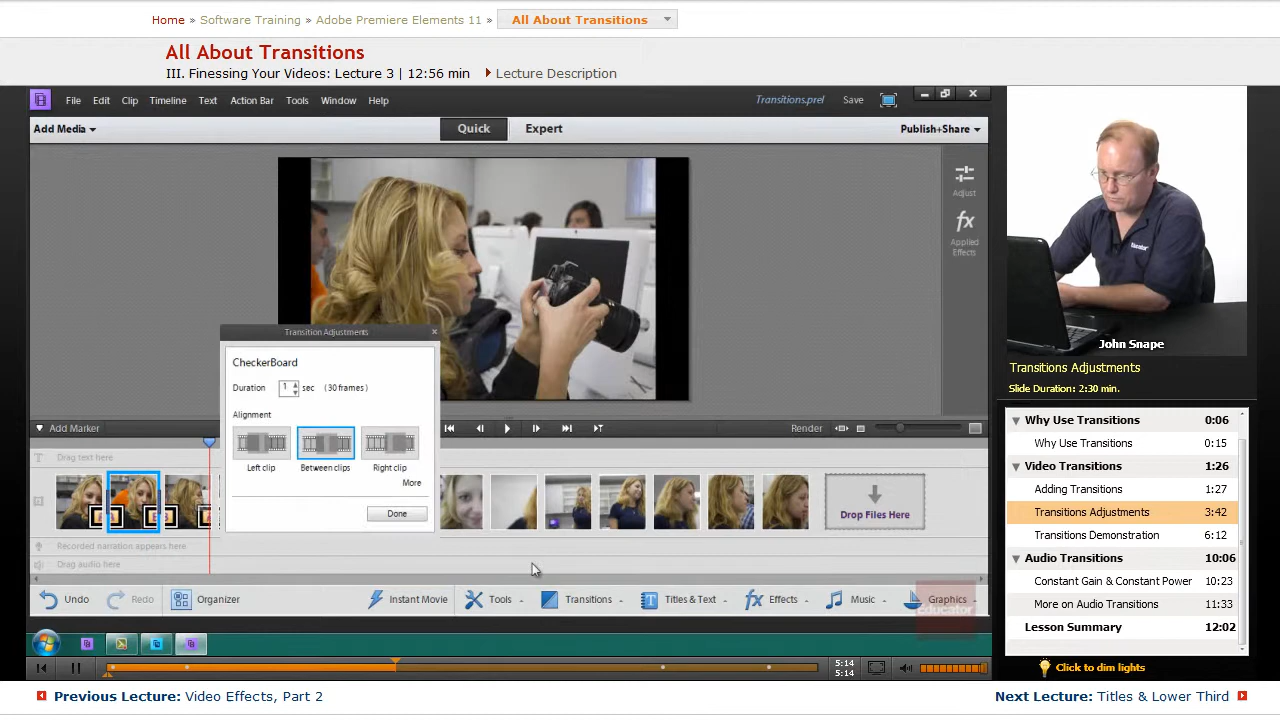 Home » Software Training » Adobe Premiere Elements 11 » All About Transitions
All About Transitions
III. Finessing Your Videos: Lecture 3 | 12:56 min Lecture Description
File Edit Clip Timeline Text Action Bar Tools Window Help Transitions.prel Save
Add Media Quick Expert Publish+Share
Adjust
fx
Applied
Effects
Transition Adjustments
CheckerBoard
Duration 1 sec (30 frames)
Alignment
Left clip Between clips Right clip
More
Done
Add Marker Render
Drag text here
Drop Files Here
Recorded narration appears here
Drag audio here
Undo Redo Organizer Instant Movie Tools Transitions Titles & Text fx Effects Music Graphics
Educator
5:14
5:14
John Snape
Transitions Adjustments
Slide Duration: 2:30 min.
Why Use Transitions 0:06
Why Use Transitions 0:15
Video Transitions 1:26
Adding Transitions 1:27
Transitions Adjustments 3:42
Transitions Demonstration 6:12
Audio Transitions 10:06
Constant Gain & Constant Power 10:23
More on Audio Transitions 11:33
Lesson Summary 12:02
Click to dim lights
Previous Lecture: Video Effects, Part 2
Next Lecture: Titles & Lower Third